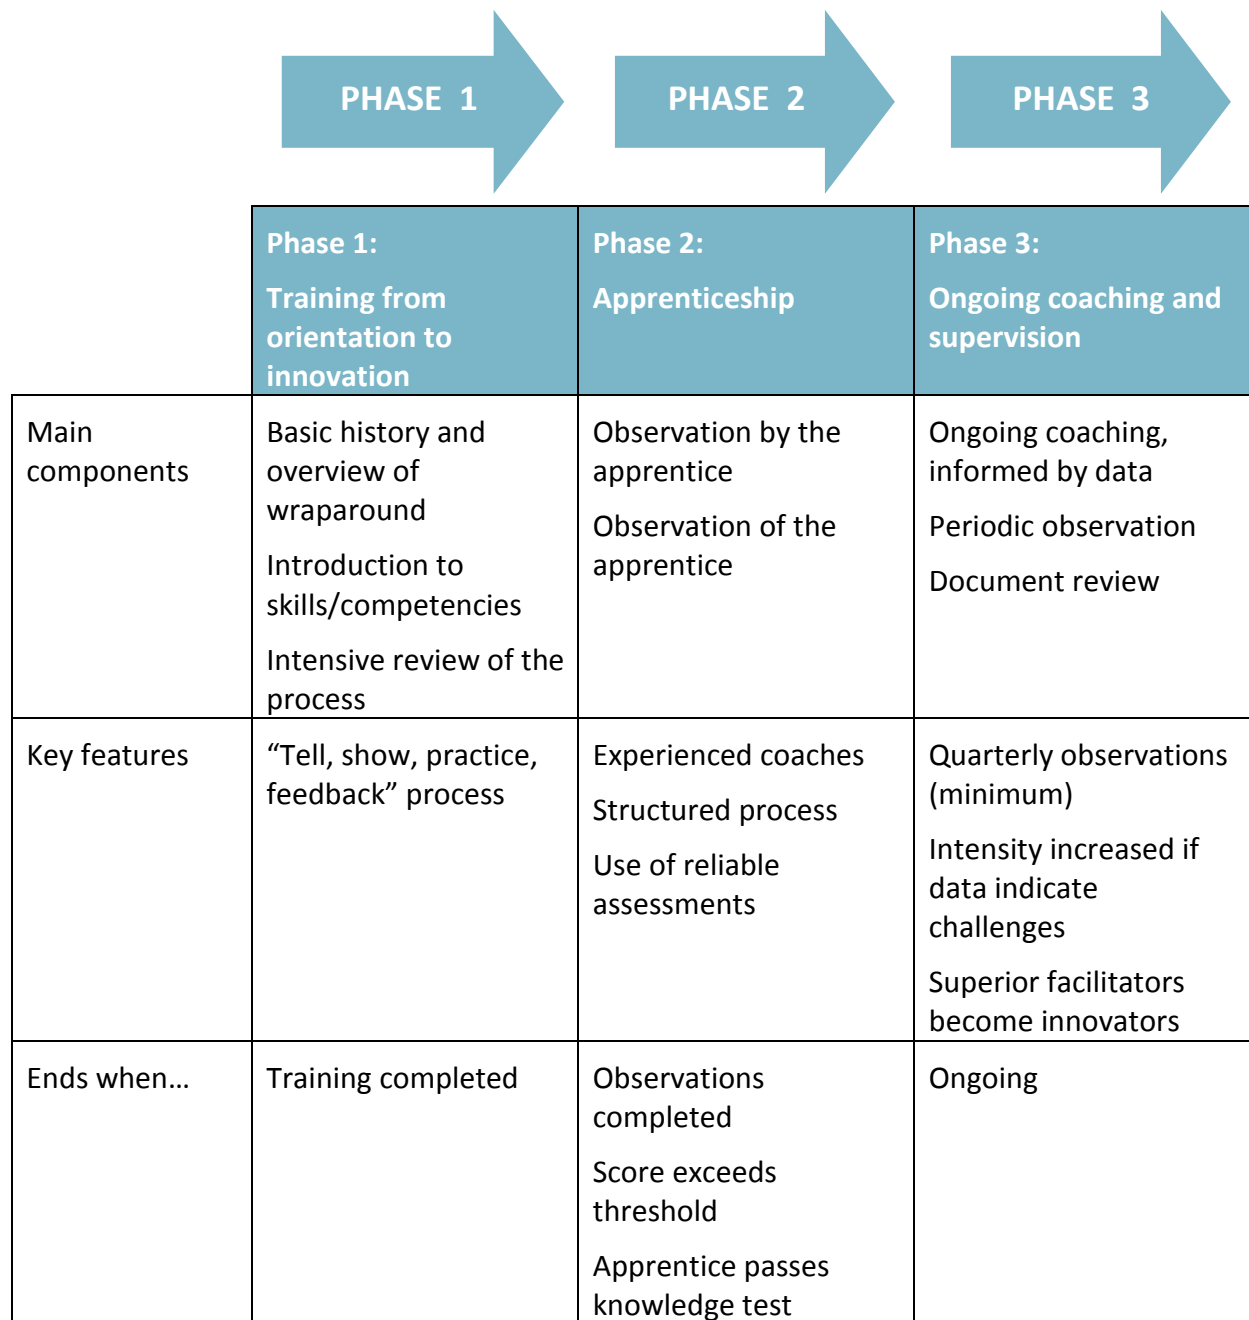 PHASE 1
PHASE 2
PHASE 3
Phase 1:
Training from
orientation to
innovation
Phase 2:
Apprenticeship
Phase 3:
Ongoing coaching and
supervision
Main
components
Basic history and
overview of
wraparound
Introduction to
skills/competencies
Intensive review of the
process
Observation by the
apprentice
Observation of the
apprentice
Ongoing coaching,
informed by data
Periodic observation
Document review
Key features
“Tell, show, practice,
feedback” process
Experienced coaches
Structured process
Use of reliable
assessments
Quarterly observations
(minimum)
Intensity increased if
data indicate
challenges
Superior facilitators
become innovators
Ends when…
Training completed
Observations
completed
Score exceeds
threshold
Apprentice passes
knowledge test
Ongoing